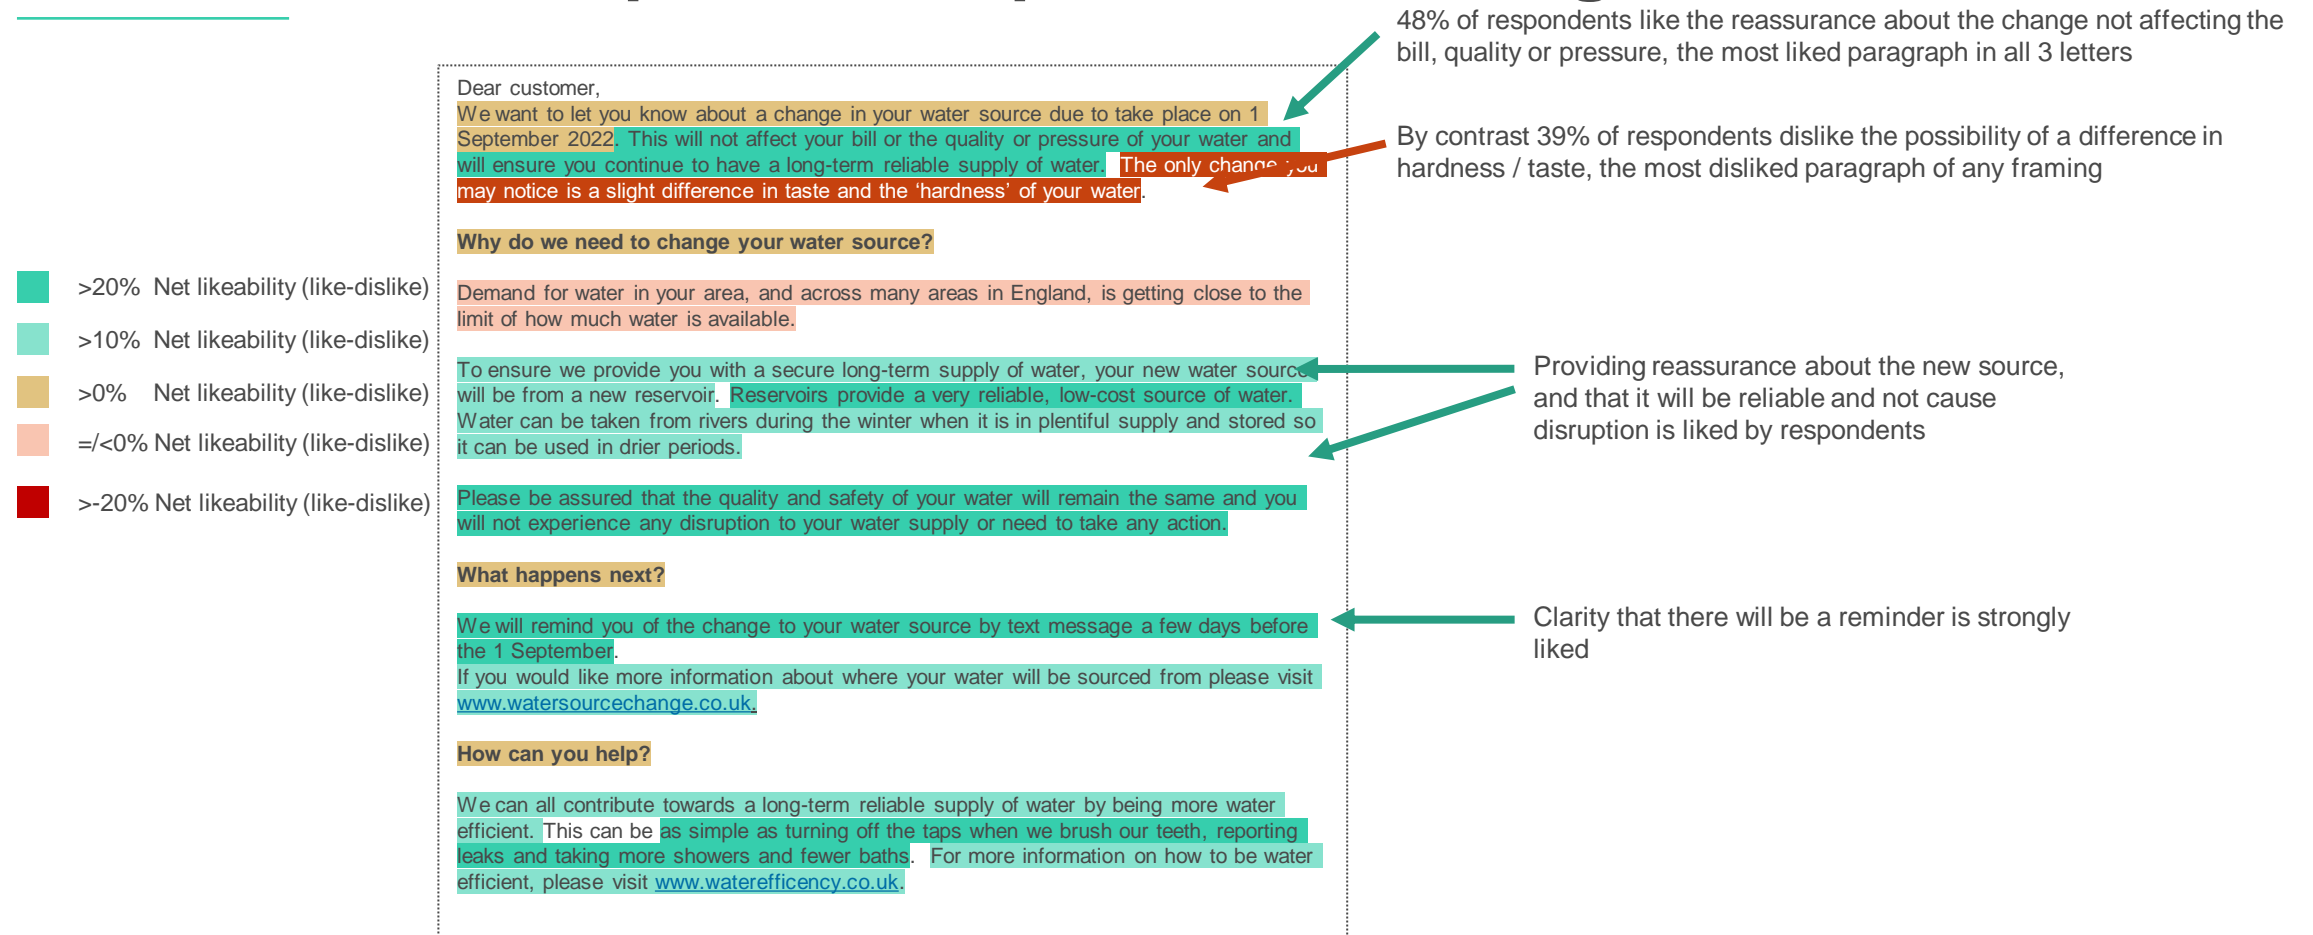 48% of respondents like the reassurance about the change not affecting the
bill, quality or pressure, the most liked paragraph in all 3 letters
Dear customer,
We want to let you know about a change in your water source due to take place on 1
September 2022. This will not affect your bill or the quality or pressure of your water and
will ensure you continue to have a long-term reliable supply of water. The only change you
may notice is a slight difference in taste and the ‘hardness’ of your water.
By contrast 39% of respondents dislike the possibility of a difference in
hardness / taste, the most disliked paragraph of any framing
Why do we need to change your water source?
>20% Net likeability (like-dislike)
>10% Net likeability (like-dislike)
>0% Net likeability (like-dislike)
=/<0% Net likeability (like-dislike)
>-20% Net likeability (like-dislike)
Demand for water in your area, and across many areas in England, is getting close to the
limit of how much water is available.
To ensure we provide you with a secure long-term supply of water, your new water source
will be from a new reservoir. Reservoirs provide a very reliable, low-cost source of water.
Water can be taken from rivers during the winter when it is in plentiful supply and stored so
it can be used in drier periods.
Providing reassurance about the new source,
and that it will be reliable and not cause
disruption is liked by respondents
Please be assured that the quality and safety of your water will remain the same and you
will not experience any disruption to your water supply or need to take any action.
What happens next?
We will remind you of the change to your water source by text message a few days before
the 1 September.
If you would like more information about where your water will be sourced from please visit
www.watersourcechange.co.uk.
Clarity that there will be a reminder is strongly
liked
How can you help?
We can all contribute towards a long-term reliable supply of water by being more water
efficient. This can be as simple as turning off the taps when we brush our teeth, reporting
leaks and taking more showers and fewer baths. For more information on how to be water
efficient, please visit www.waterefficency.co.uk.